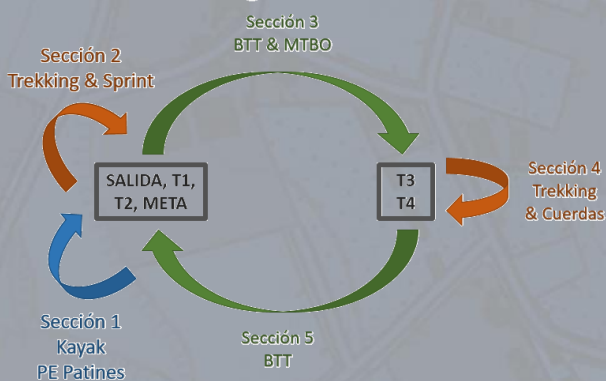 Sección 3
BTT & MTBO
Sección 2
Trekking & Sprint
SALIDA, T1,
T2, META
T3
T4
Sección 4
Trekking
& Cuerdas
Sección 1
Kayak
PE Patines
Sección 5
BTT